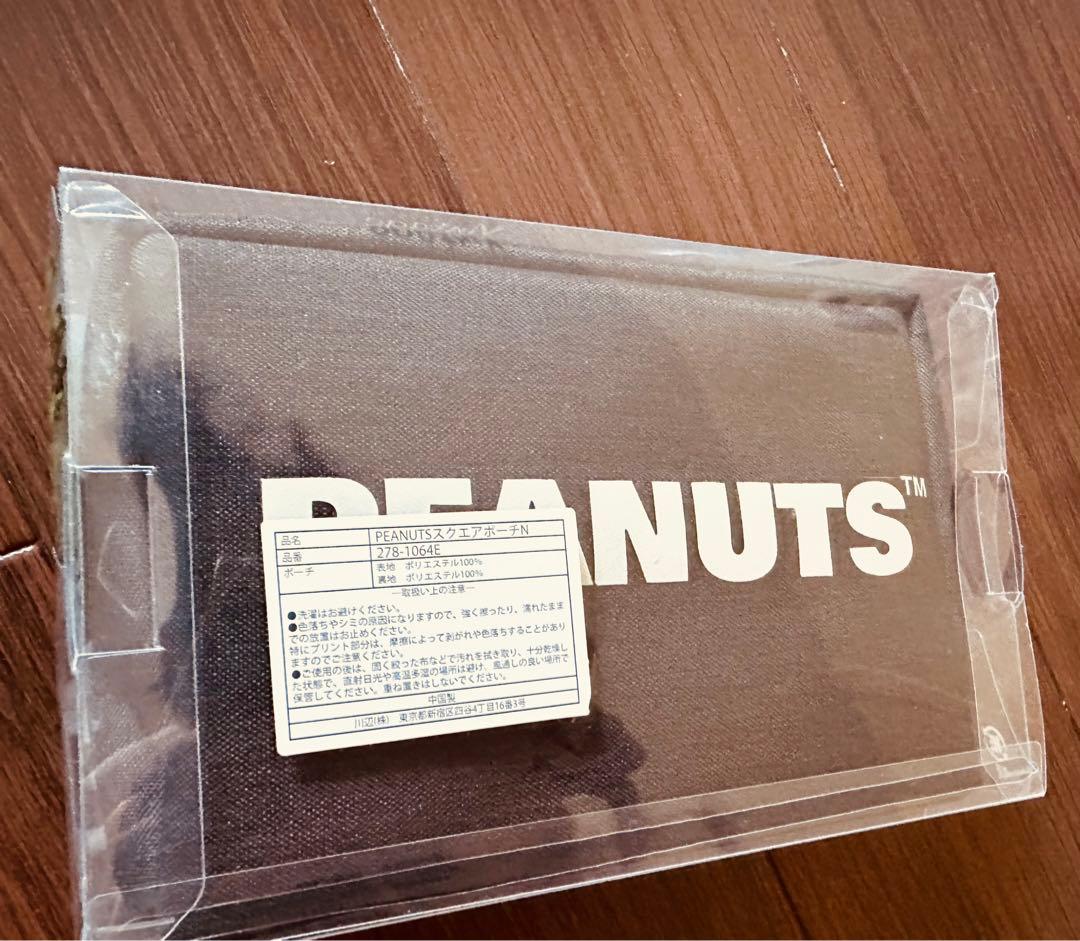 PEANUTS™
品名 PEANUTSスクエアポーチN
品番 278-1064E
ポーチ 表地 ポリエステル100%
裏地 ポリエステル100%
―取扱い上の注意―
●洗濯はお避けください。
●色落ちやシミの原因になりますので、強く擦ったり、濡れたまま
での放置はお止めください。
特にプリント部分は、摩擦によって剥がれや色落ちすることがあり
ますのでご注意ください。
●ご使用の後は、固く絞った布などで汚れを拭き取り、十分乾燥し
た状態で、直射日光や高温多湿の場所は避け、風通しの良い場所で
保管してください。重ね置きはしないでください。
中国製
川辺(株) 東京都新宿区四谷4丁目16番3号